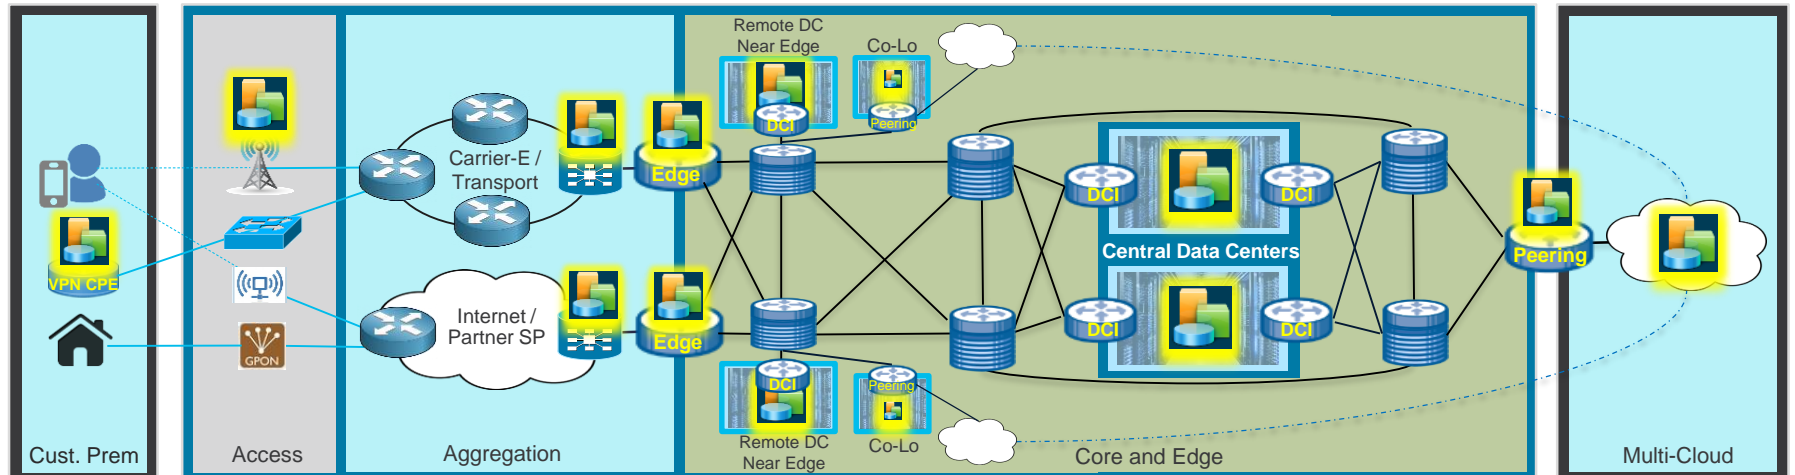 Remote DC
Near Edge
Co-Lo
DCI
Peering
Carrier-E /
Transport
Edge
DCI
DCI
VPN CPE
Central Data Centers
Peering
Internet /
Partner SP
Edge
DCI
DCI
GPON
DCI
Peering
Remote DC
Near Edge
Co-Lo
Cust. Prem
Access
Aggregation
Core and Edge
Multi-Cloud